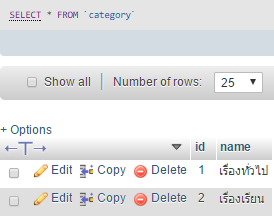 SELECT * FROM `category`
Show all Number of rows: 25
+ Options
id name
Edit Copy Delete 1 เรื่องทั่วไป
Edit Copy Delete 2 เรื่องเรียน